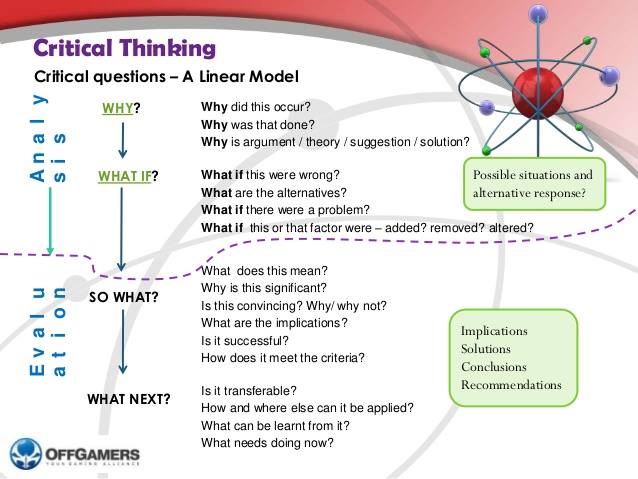 Critical Thinking
Critical questions – A Linear Model
Analysis
WHY?
Why did this occur?
Why was that done?
Why is argument / theory / suggestion / solution?
WHAT IF?
What if this were wrong?
What are the alternatives?
What if there were a problem?
What if this or that factor were – added? removed? altered?
Possible situations and
alternative response?
Evaluation
SO WHAT?
What does this mean?
Why is this significant?
Is this convincing? Why/ why not?
What are the implications?
Is it successful?
How does it meet the criteria?
Implications
Solutions
Conclusions
Recommendations
WHAT NEXT?
Is it transferable?
How and where else can it be applied?
What can be learnt from it?
What needs doing now?
OFFGAMERS
YOUR GAMING ALLIANCE